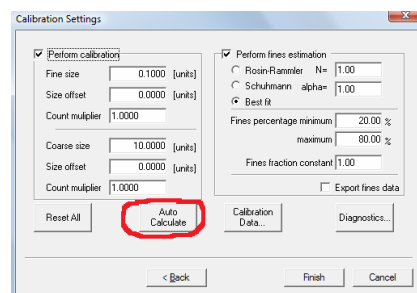 Calibration Settings
Perform calibration
Fine size 0.1000 [units]
Size offset 0.0000 [units]
Count muliplier 1.0000
Coarse size 10.0000 [units]
Size offset 0.0000 [units]
Count muliplier 1.0000
Perform fines estimation
Rosin-Rammler N= 1.00
Schuhmann alpha= 1.00
Best fit
Fines percentage minimum 20.00 %
maximum 80.00 %
Fines fraction constant 1.00
Export fines data
Reset All
Auto
Calculate
Calibration
Data...
Diagnostics...
< Back
Finish
Cancel